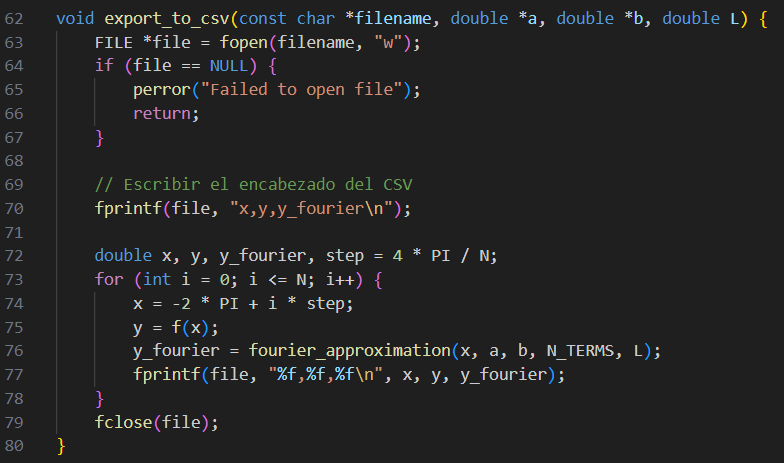 62 void export_to_csv(const char *filename, double *a, double *b, double L) {
63 FILE *file = fopen(filename, "w");
64 if (file == NULL) {
65 perror("Failed to open file");
66 return;
67 }
68
69 // Escribir el encabezado del CSV
70 fprintf(file, "x,y,y_fourier\n");
71
72 double x, y, y_fourier, step = 4 * PI / N;
73 for (int i = 0; i <= N; i++) {
74 x = -2 * PI + i * step;
75 y = f(x);
76 y_fourier = fourier_approximation(x, a, b, N_TERMS, L);
77 fprintf(file, "%f,%f,%f\n", x, y, y_fourier);
78 }
79 fclose(file);
80 }